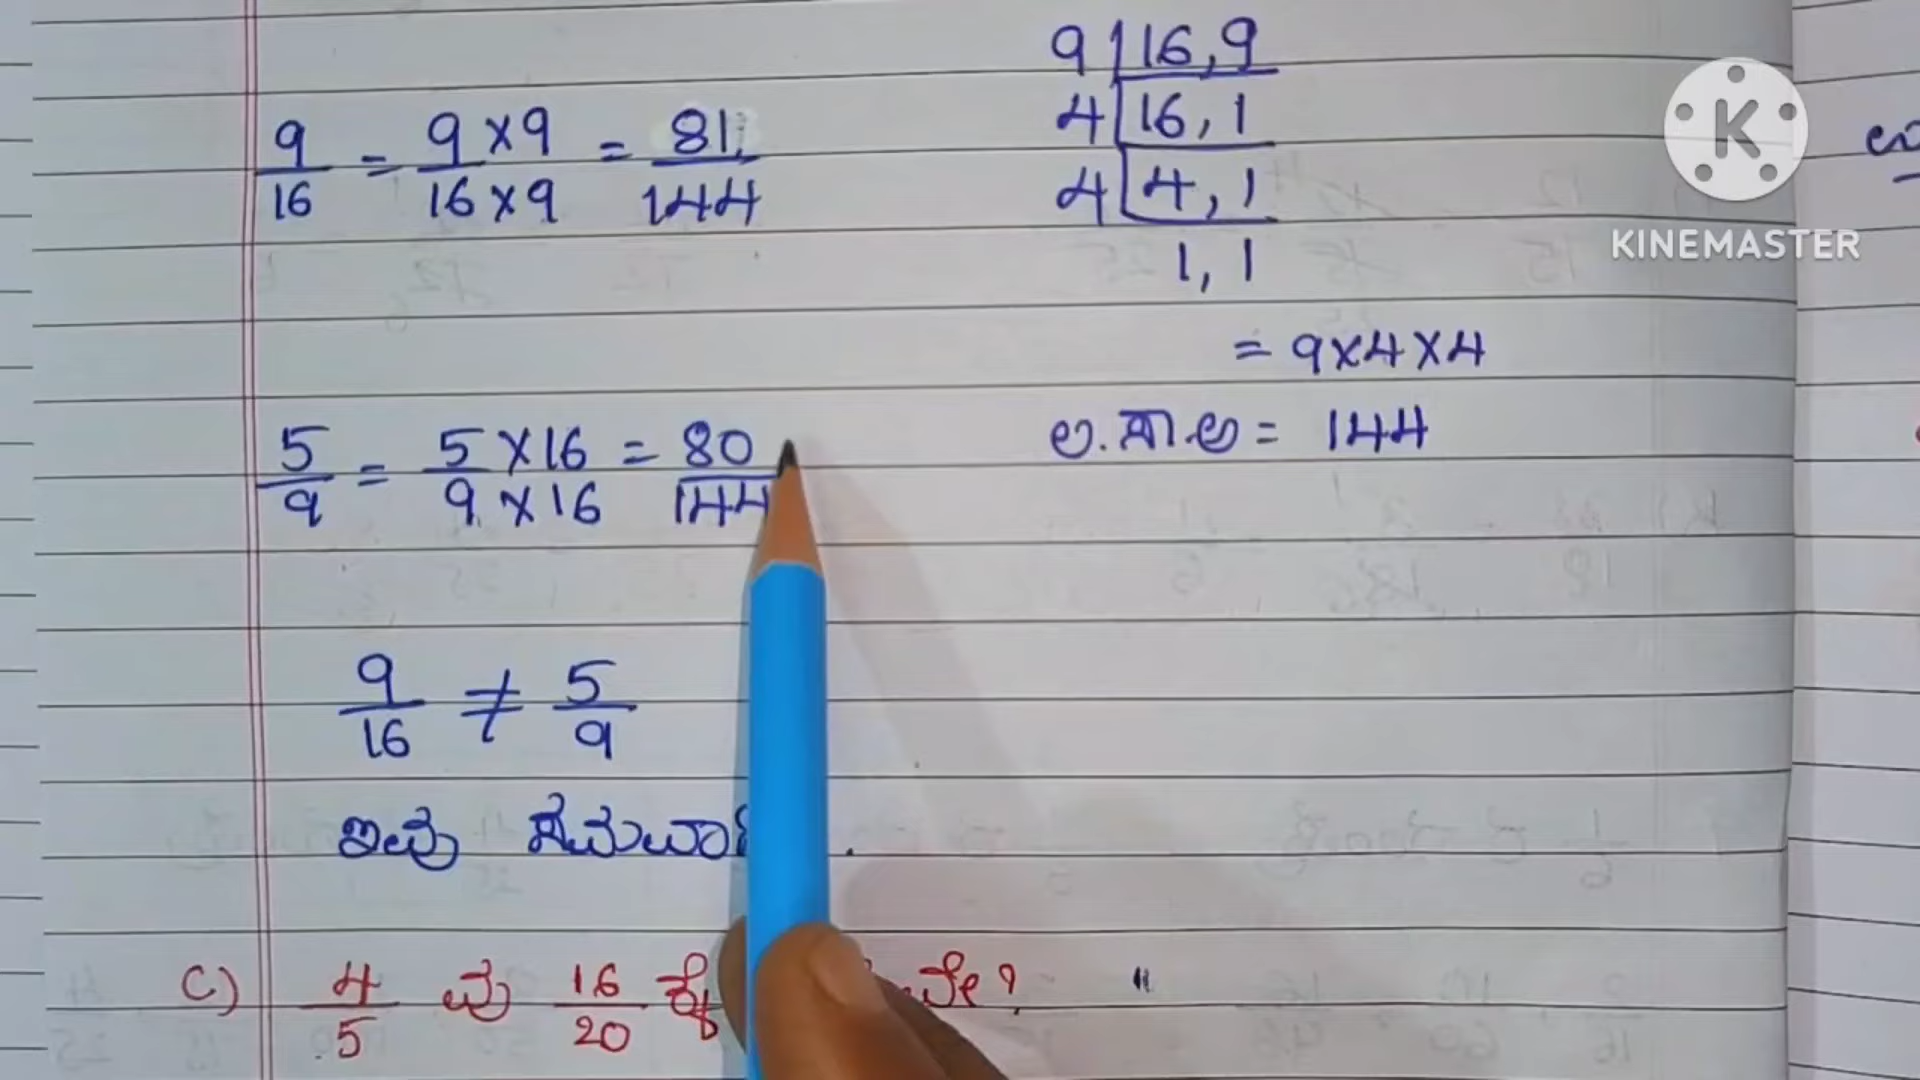 9/16 = 9×9/16×9 = 81/144
9 | 16, 9
4 | 16, 1
4 | 4, 1
1, 1
= 9×4×4
5/9 = 5×16/9×16 = 80/144
ಲ.ಸಾ.ಅ = 144
9/16 ≠ 5/9
ಇವು
C) 4/5 ವು 16/20 ಕ್ಕೆ
KINEMASTER